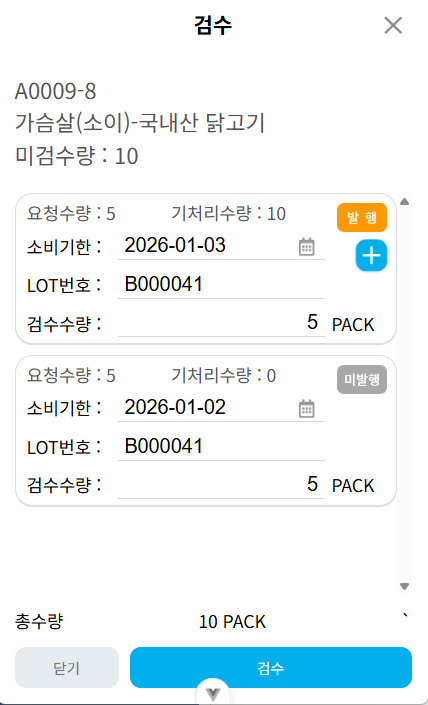 검수
A0009-8
가슴살(소이)-국내산 닭고기
미검수량 : 10
요청수량 : 5 기처리수량 : 10 발 행
소비기한 : 2026-01-03
LOT번호 : B000041
검수수량 : 5 PACK
요청수량 : 5 기처리수량 : 0 미발행
소비기한 : 2026-01-02
LOT번호 : B000041
검수수량 : 5 PACK
총수량 10 PACK `
닫기 검수